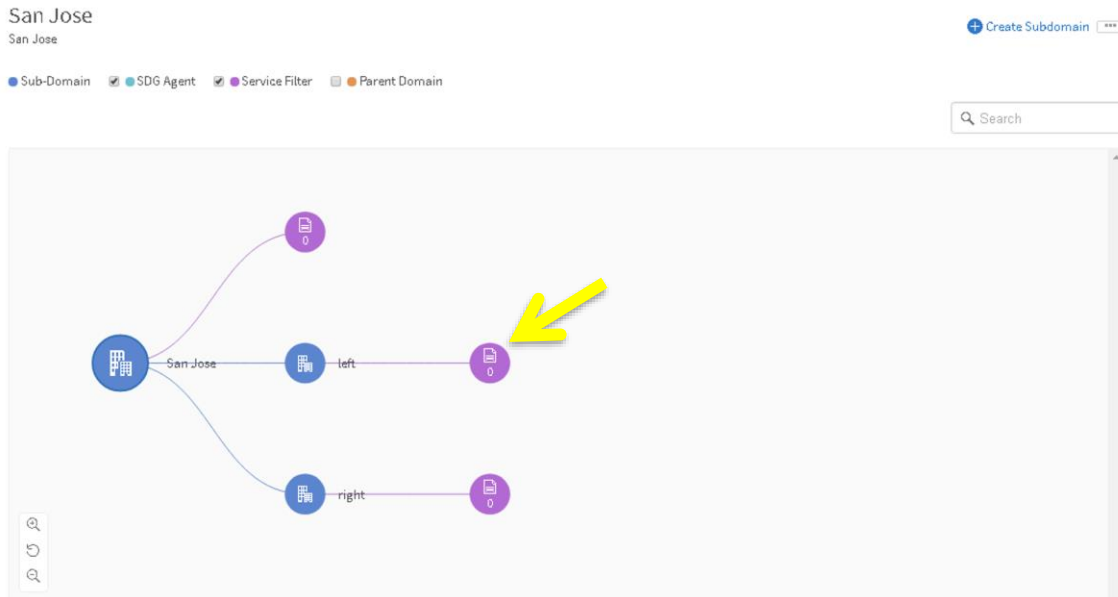 San Jose
San Jose
Create Subdomain
Sub-Domain SDG Agent Service Filter Parent Domain
Search
0
San Jose
left
0
right
0